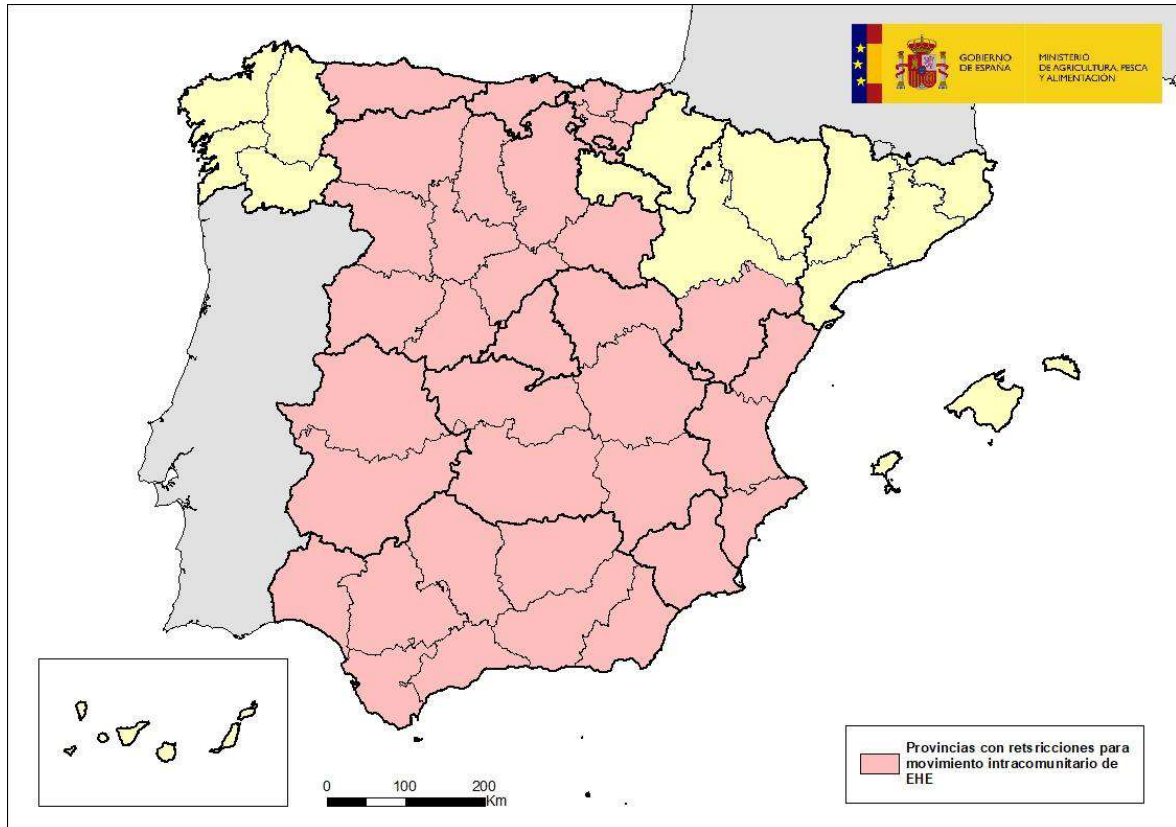 GOBIERNO
DE ESPAÑA
MINISTERIO
DE AGRICULTURA, PESCA
Y ALIMENTACIÓN
0 100 200
Km
Provincias con retsricciones para
movimiento intracomunitario de
EHE